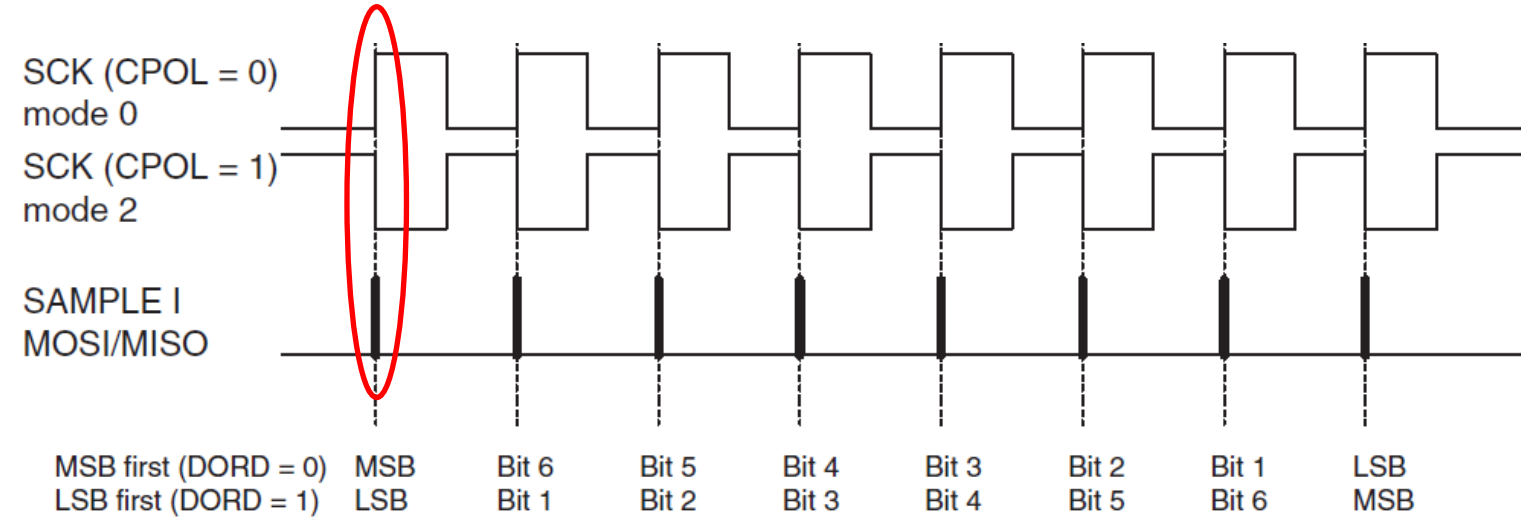 SCK (CPOL = 0)
mode 0
SCK (CPOL = 1)
mode 2
SAMPLE I
MOSI/MISO
MSB first (DORD = 0) MSB Bit 6 Bit 5 Bit 4 Bit 3 Bit 2 Bit 1 LSB
LSB first (DORD = 1) LSB Bit 1 Bit 2 Bit 3 Bit 4 Bit 5 Bit 6 MSB